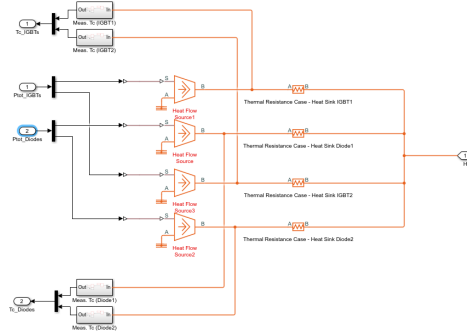 Out In
1
Tc_IGBTs
Meas. Tc (IGBT1)
Out In
Meas. Tc (IGBT2)
1
Plot_IGBTs
S
B
A
Heat Flow
Source1
A B
Thermal Resistance Case - Heat Sink IGBT1
2
Plot_Diodes
S
B
A
Heat Flow
Source
A B
Thermal Resistance Case - Heat Sink Diode1
1
H
S
B
A
Heat Flow
Source3
A B
Thermal Resistance Case - Heat Sink IGBT2
S
B
A
Heat Flow
Source2
A B
Thermal Resistance Case - Heat Sink Diode2
Out In
Meas. Tc (Diode1)
2
Tc_Diodes
Out In
Meas. Tc (Diode2)